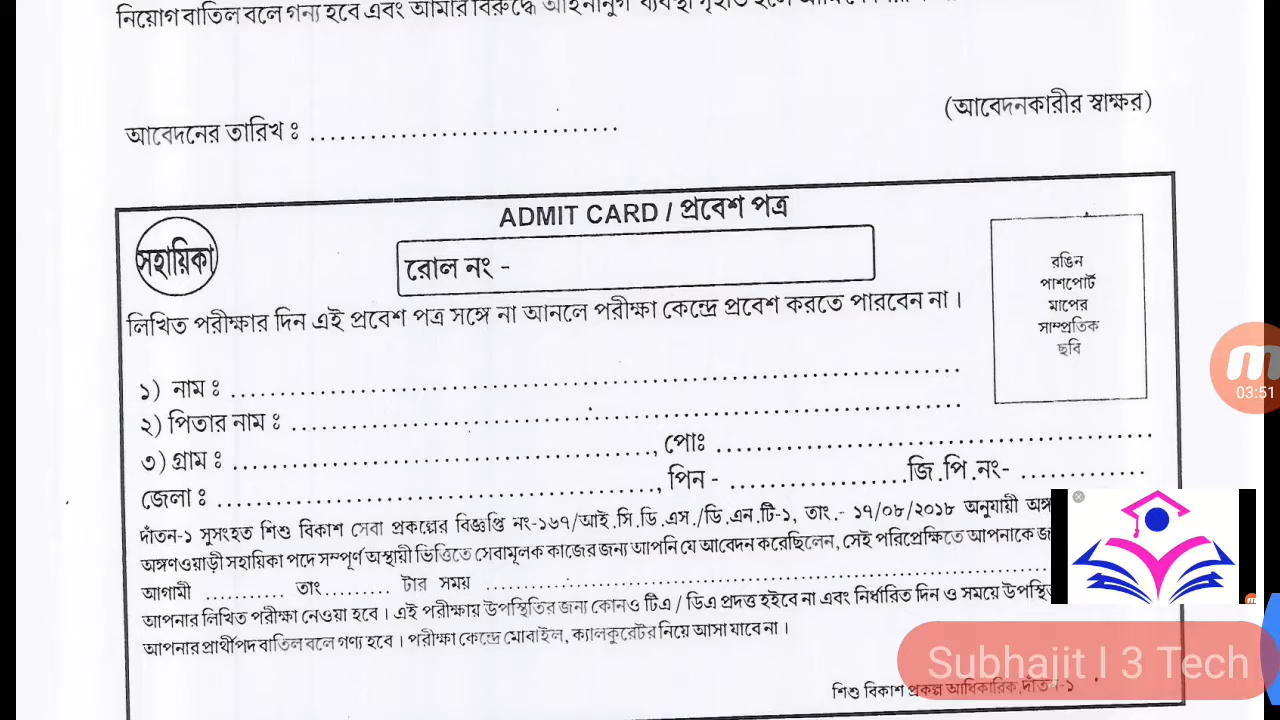 নিয়োগ বাতিল বলে গন্য হবে এবং আমার বিরুদ্ধে আইনানুগ ব্যবস্থা গৃহীত হলে
(আবেদনকারীর স্বাক্ষর)
আবেদনের তারিখ ঃ ..............................
ADMIT CARD / প্রবেশ পত্র
সহায়িকা
রোল নং -
রঙিন
পাশপোর্ট
মাপের
সাম্প্রতিক
ছবি
লিখিত পরীক্ষার দিন এই প্রবেশ পত্র সঙ্গে না আনলে পরীক্ষা কেন্দ্রে প্রবেশ করতে পারবেন না।
১) নাম ঃ ..............................
২) পিতার নাম ঃ ..............................
৩) গ্রাম ঃ .............................., পোঃ ..............................
জেলা ঃ .............................., পিন - ..................জি.পি.নং- .............
দাঁতন-১ সুসংহত শিশু বিকাশ সেবা প্রকল্পের বিজ্ঞপ্তি নং-১৬৭/আই.সি.ডি.এস./ডি.এন.টি-১, তাং.- ১৭/০৮/২০১৮ অনুযায়ী
অঙ্গণওয়াড়ী সহায়িকা পদে সম্পূর্ণ অস্থায়ী ভিত্তিতে সেবামূলক কাজের জন্য আপনি যে আবেদন করেছিলেন, সেই পরিপ্রেক্ষিতে আপনাকে
আগামী ........... তাং......... টার সময় ..............................
আপনার লিখিত পরীক্ষা নেওয়া হবে। এই পরীক্ষায় উপস্থিতির জন্য কোনও টিএ / ডিএ প্রদত্ত হইবে না এবং নির্ধারিত দিন ও সময়ে
আপনার প্রার্থীপদ বাতিল বলে গণ্য হবে। পরীক্ষা কেন্দ্রে মোবাইল, ক্যালকুরেটর নিয়ে আসা যাবে না।
শিশু বিকাশ প্রকল্প আধিকারিক,দাঁতন-১
03:51
Subhajit I 3 Tech